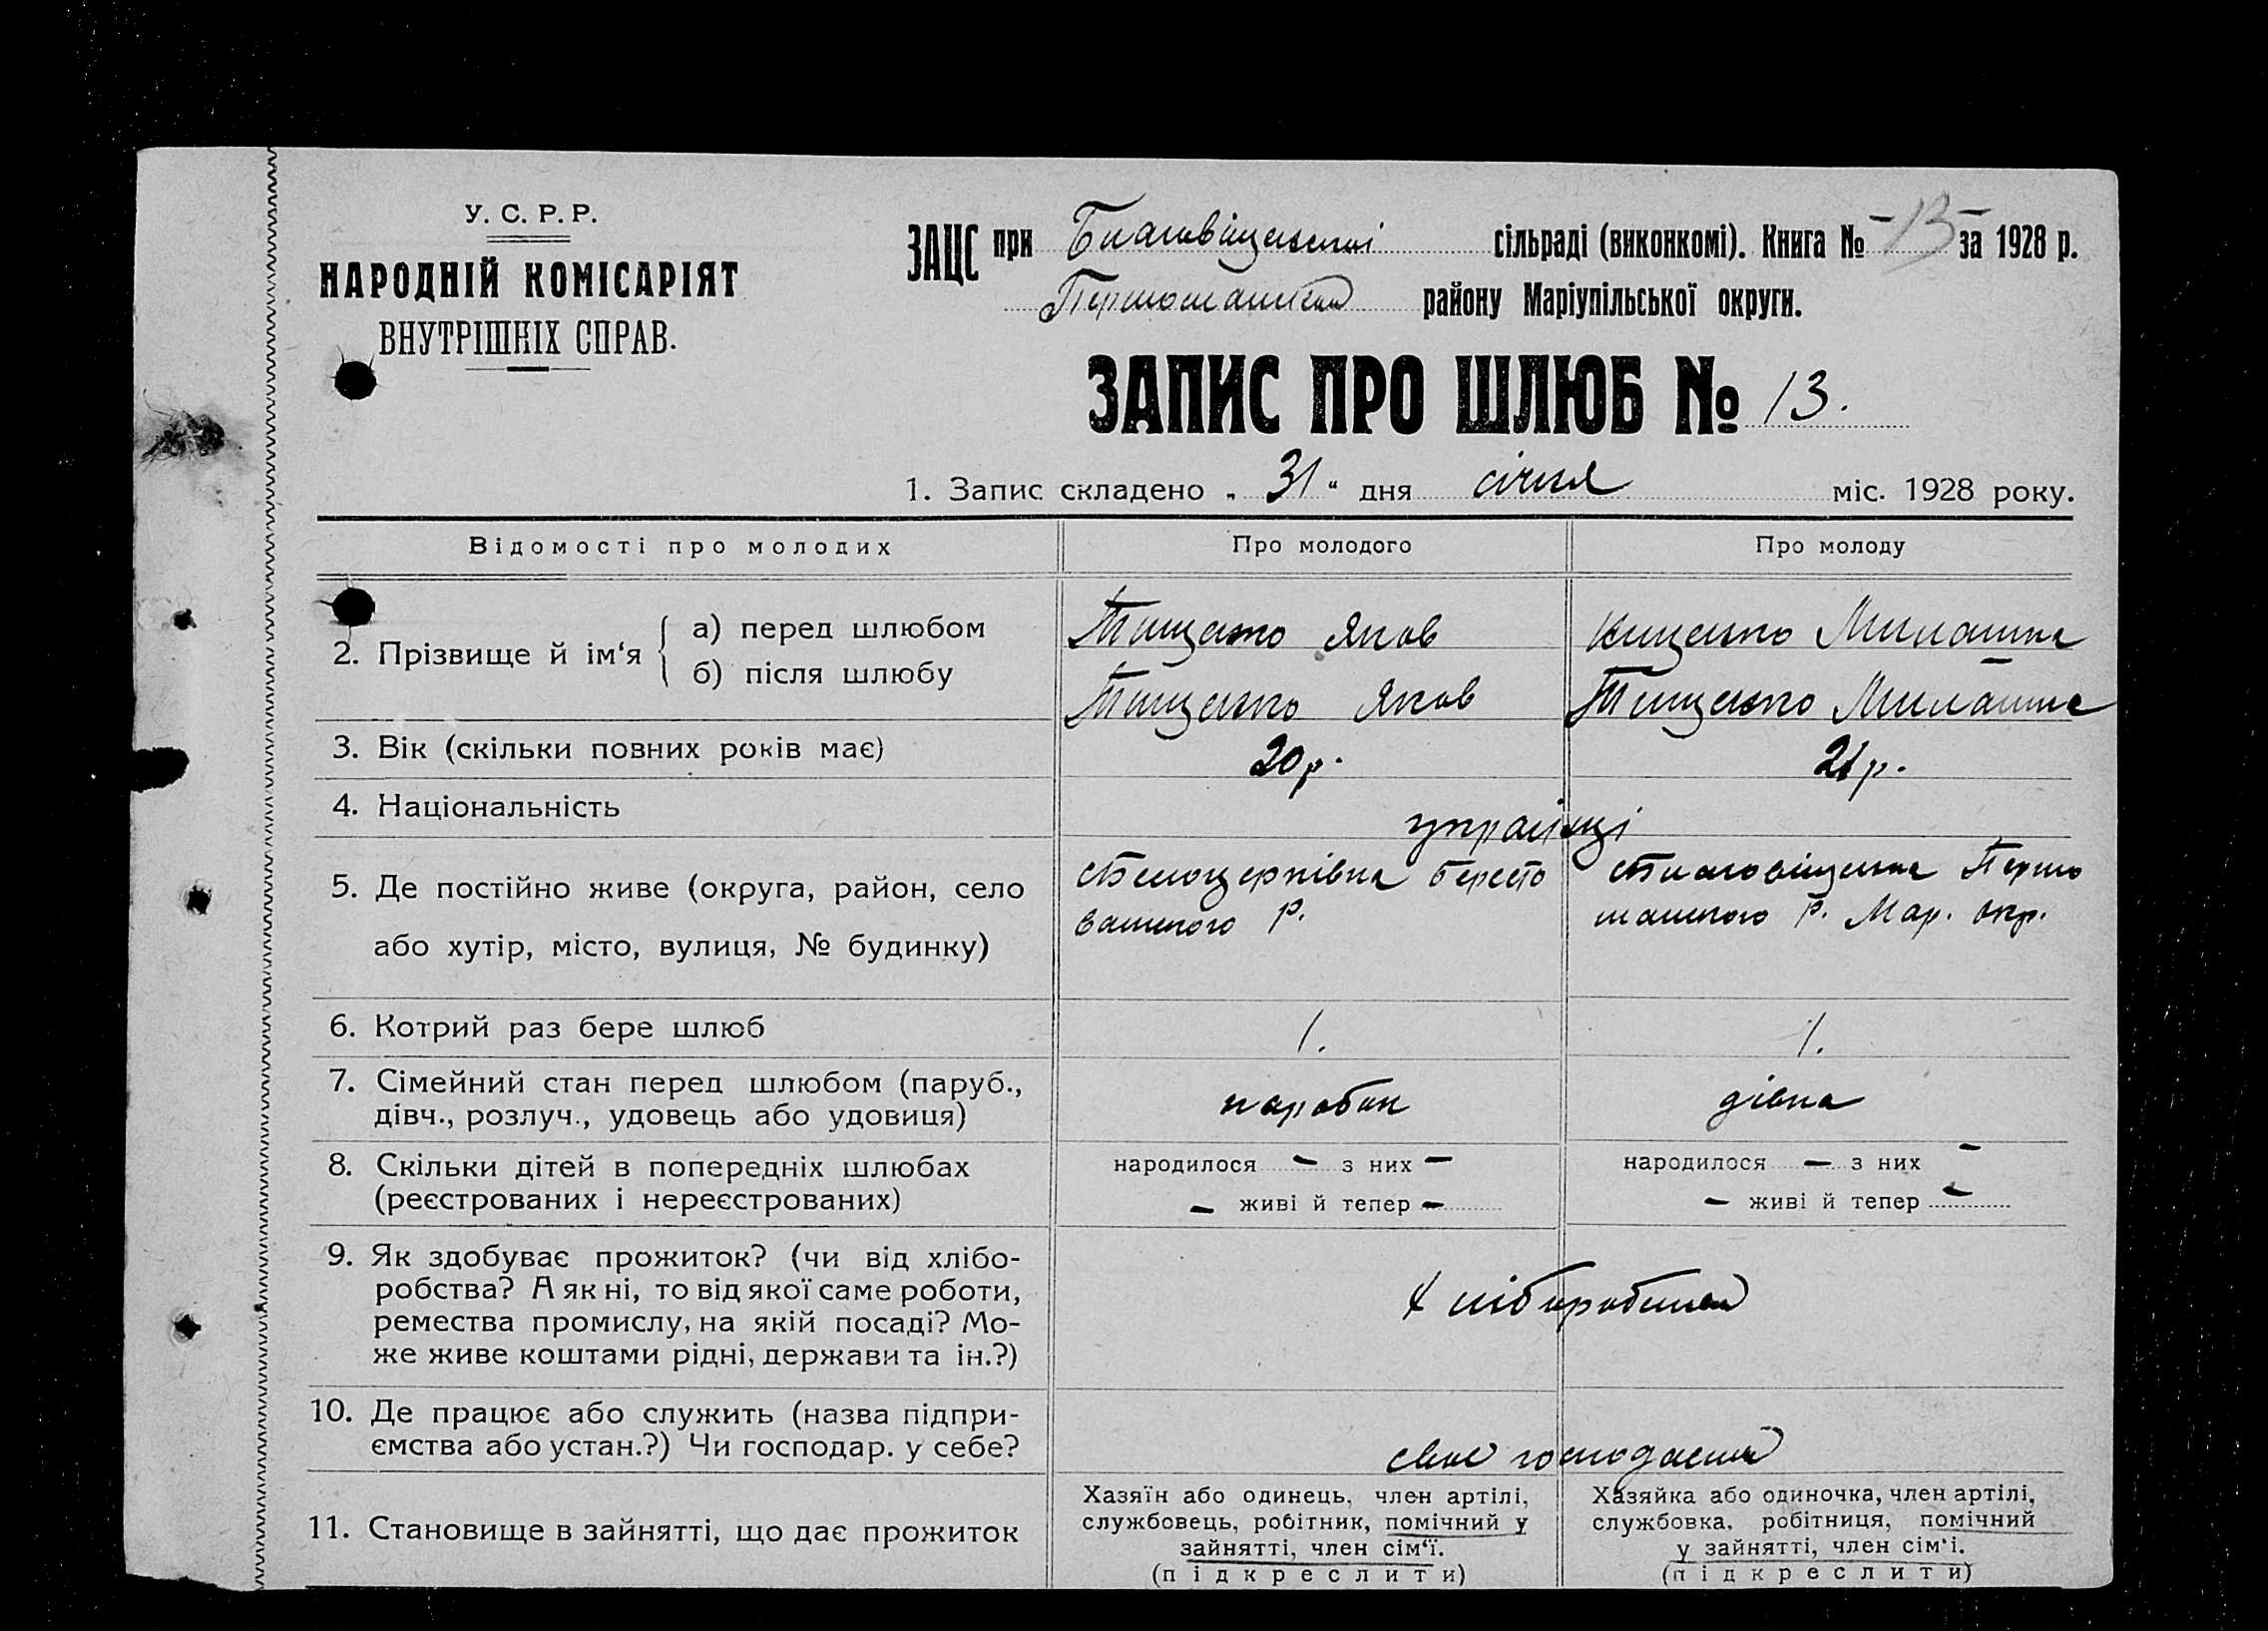 У. С. Р. Р.
НАРОДНІЙ КОМІСАРІЯТ
ВНУТРІШНІХ СПРАВ.
ЗАЦС при Благовіщенській сільраді (виконкомі). Книга № -13- за 1928 р.
району Маріупільської округи.
ЗАПИС ПРО ШЛЮБ № 13.
1. Запис складено „ 31 “ дня січня міс. 1928 року.
Відомості про молодих
Про молодого
Про молоду
2. Прізвище й ім‘я
а) перед шлюбом
Тищенко Яков
Кищенко
б) після шлюбу
Тищенко Яков
Тищенко
3. Вік (скільки повних років має)
20 р.
21 р.
4. Національність
українці
5. Де постійно живе (округа, район, село
або хутір, місто, вулиця, № будинку)
с Белоцерківка Бересто
васького Р.
с Благовіщенка Першо
Р. Мар. окр.
6. Котрий раз бере шлюб
1.
1.
7. Сімейний стан перед шлюбом (паруб.,
дівч., розлуч., удовець або удовиця)
паробок
дівка
8. Скільки дітей в попередніх шлюбах
(реєстрованих і нереєстрованих)
народилося – з них –
– живі й тепер –
народилося – з них –
– живі й тепер –
9. Як здобуває прожиток? (чи від хлібо-
робства? А як ні, то від якої саме роботи,
ремества промислу, на якій посаді? Мо-
же живе коштами рідні, держави та ін.?)
10. Де працює або служить (назва підпри-
ємства або устан.?) Чи господар. у себе?
своє
11. Становище в зайнятті, що дає прожиток
Хазяїн або одинець, член артілі,
службовець, робітник, помічний у
зайнятті, член сім‘ї.
(підкреслити)
Хазяйка або одиночка, член артілі,
службовка, робітниця, помічний
у зайнятті, член сім‘і.
(підкреслити)